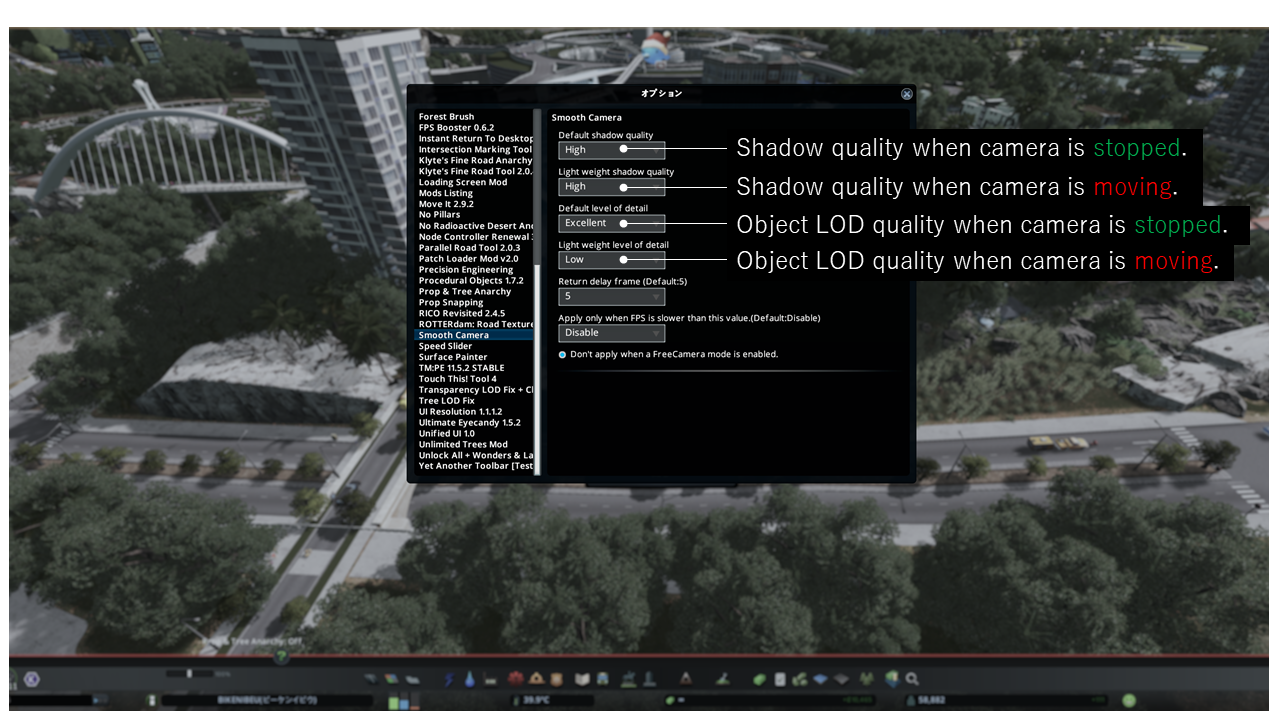 オプション
Forest Brush
FPS Booster 0.6.2
Instant Return To Desktop
Intersection Marking Tool
Klyte's Fine Road Anarchy
Klyte's Fine Road Tool 2.0.
Loading Screen Mod
Mods Listing
Move It 2.9.2
No Pillars
No Radioactive Desert And
Node Controller Renewal 3
Parallel Road Tool 2.0.3
Patch Loader Mod v2.0
Precision Engineering
Procedural Objects 1.7.2
Prop & Tree Anarchy
Prop Snapping
RICO Revisited 2.4.5
ROTTERdam: Road Texture
Smooth Camera
Speed Slider
Surface Painter
TM:PE 11.5.2 STABLE
Touch This! Tool 4
Transparency LOD Fix + Cl
Tree LOD Fix
UI Resolution 1.1.1.2
Ultimate Eyecandy 1.5.2
Unified UI 1.0
Unlimited Trees Mod
Unlock All + Wonders & La
Yet Another Toolbar [Test
Smooth Camera
Default shadow quality
High
Shadow quality when camera is stopped.
Light weight shadow quality
High
Shadow quality when camera is moving.
Default level of detail
Excellent
Object LOD quality when camera is stopped.
Light weight level of detail
Low
Object LOD quality when camera is moving.
Return delay frame (Default:5)
5
Apply only when FPS is slower than this value.(Default:Disable)
Disable
Don't apply when a FreeCamera mode is enabled.
& Tree Anarchy: OFF
BIKENIBEU(ビーケンイビウ)
39.9°C
58,882